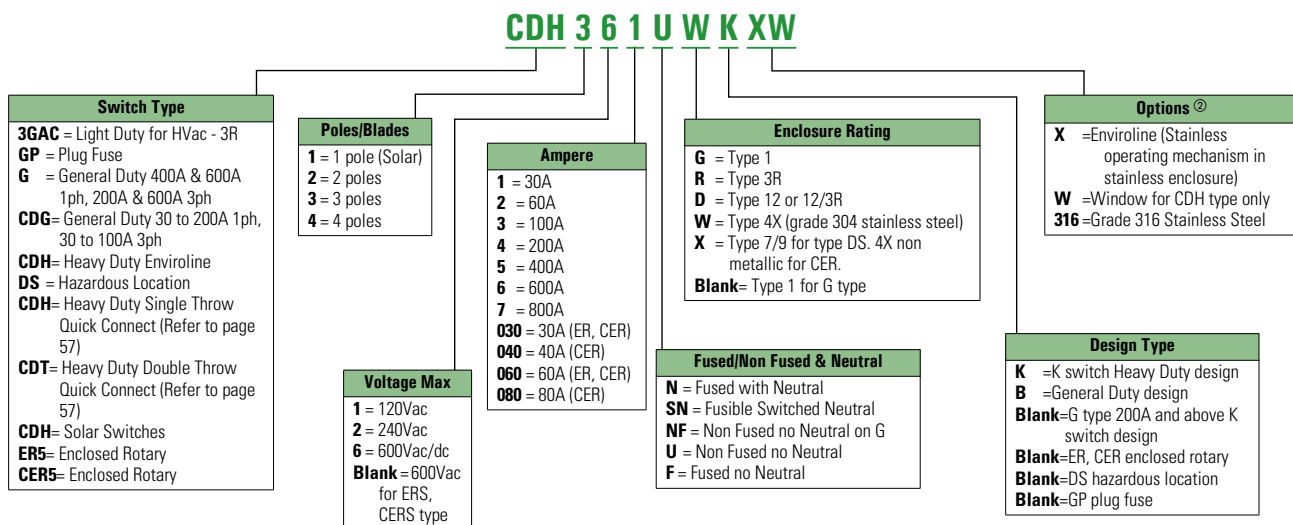 CDH 3 6 1 U W K XW
Switch Type
3GAC = Light Duty for HVac - 3R
GP = Plug Fuse
G = General Duty 400A & 600A
1ph, 200A & 600A 3ph
CDG= General Duty 30 to 200A 1ph,
30 to 100A 3ph
CDH= Heavy Duty Enviroline
DS = Hazardous Location
CDH= Heavy Duty Single Throw
Quick Connect (Refer to page
57)
CDT= Heavy Duty Double Throw
Quick Connect (Refer to page
57)
CDH= Solar Switches
ER5= Enclosed Rotary
CER5= Enclosed Rotary
Poles/Blades
1 = 1 pole (Solar)
2 = 2 poles
3 = 3 poles
4 = 4 poles
Voltage Max
1 = 120Vac
2 = 240Vac
6 = 600Vac/dc
Blank = 600Vac
for ERS,
CERS type
Ampere
1 = 30A
2 = 60A
3 = 100A
4 = 200A
5 = 400A
6 = 600A
7 = 800A
030 = 30A (ER, CER)
040 = 40A (CER)
060 = 60A (ER, CER)
080 = 80A (CER)
Fused/Non Fused & Neutral
N = Fused with Neutral
SN = Fusible Switched Neutral
NF = Non Fused no Neutral on G
U = Non Fused no Neutral
F = Fused no Neutral
Enclosure Rating
G = Type 1
R = Type 3R
D = Type 12 or 12/3R
W = Type 4X (grade 304 stainless steel)
X = Type 7/9 for type DS. 4X non
metallic for CER.
Blank= Type 1 for G type
Design Type
K =K switch Heavy Duty design
B =General Duty design
Blank=G type 200A and above K
switch design
Blank=ER, CER enclosed rotary
Blank=DS hazardous location
Blank=GP plug fuse
Options ②
X =Enviroline (Stainless
operating mechanism in
stainless enclosure)
W =Window for CDH type only
316 =Grade 316 Stainless Steel